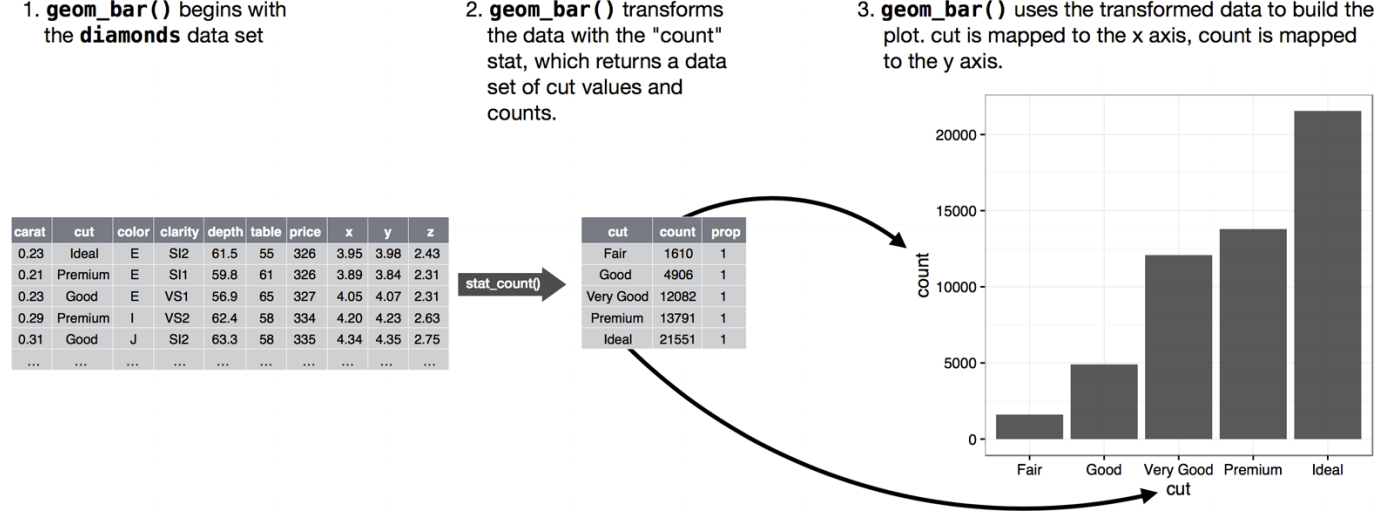 1. geom_bar() begins with
the diamonds data set
2. geom_bar() transforms
the data with the "count"
stat, which returns a data
set of cut values and
counts.
3. geom_bar() uses the transformed data to build the
plot. cut is mapped to the x axis, count is mapped
to the y axis.
carat cut color clarity depth table price x y z
0.23 Ideal E SI2 61.5 55 326 3.95 3.98 2.43
0.21 Premium E SI1 59.8 61 326 3.89 3.84 2.31
0.23 Good E VS1 56.9 65 327 4.05 4.07 2.31
0.29 Premium I VS2 62.4 58 334 4.20 4.23 2.63
0.31 Good J SI2 63.3 58 335 4.34 4.35 2.75
... ... ... ... ... ... ... ... ... ...
stat_count()
cut count prop
Fair 1610 1
Good 4906 1
Very Good 12082 1
Premium 13791 1
Ideal 21551 1
count
20000
15000
10000
5000
0
Fair Good Very Good Premium Ideal
cut